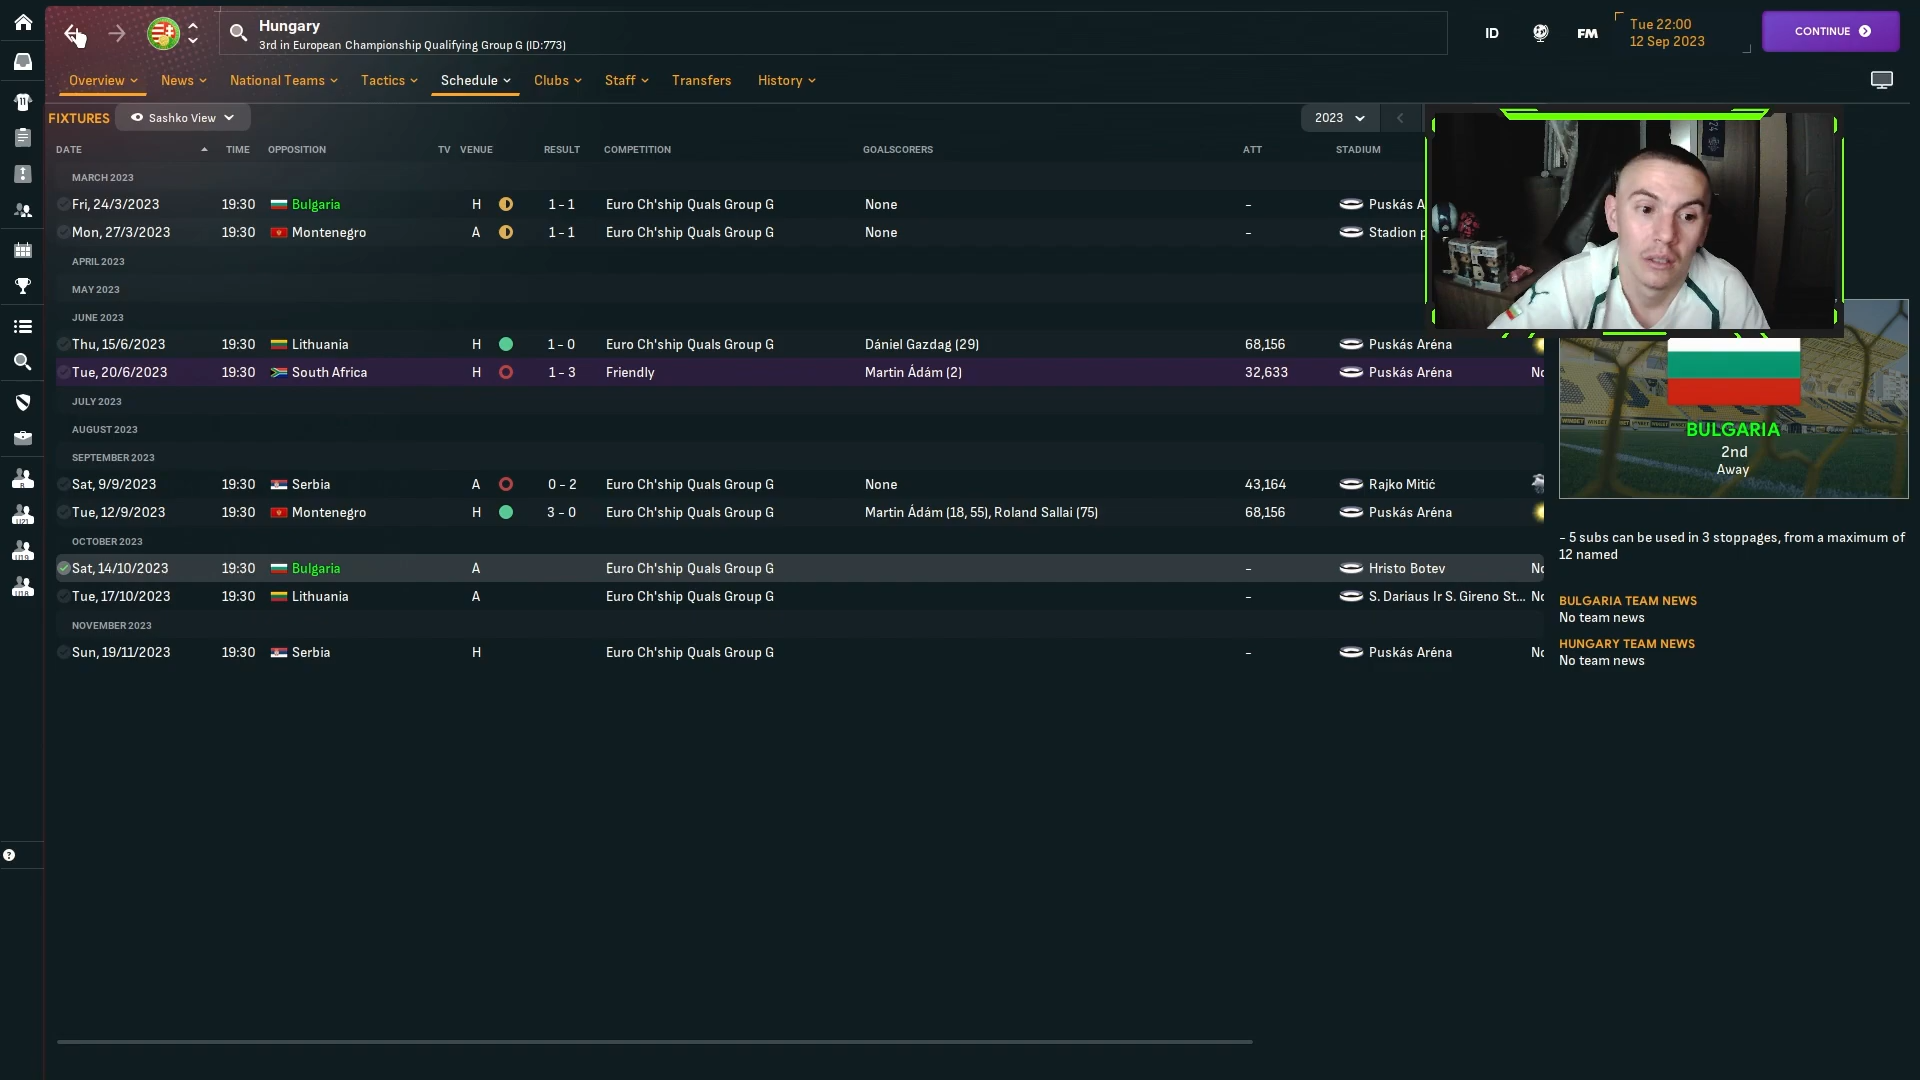 Hungary
3rd in European Championship Qualifying Group G (ID:773)
ID
FM
Tue 22:00
12 Sep 2023
CONTINUE
Overview
News
National Teams
Tactics
Schedule
Clubs
Staff
Transfers
History
FIXTURES
Sashko View
2023
DATE TIME OPPOSITION TV VENUE RESULT COMPETITION GOALSCORERS ATT STADIUM
MARCH 2023
Fri, 24/3/2023 19:30 Bulgaria H 1 - 1 Euro Ch'ship Quals Group G None - Puskás A
Mon, 27/3/2023 19:30 Montenegro A 1 - 1 Euro Ch'ship Quals Group G None - Stadion p
APRIL 2023
MAY 2023
JUNE 2023
Thu, 15/6/2023 19:30 Lithuania H 1 - 0 Euro Ch'ship Quals Group G Dániel Gazdag (29) 68,156 Puskás Aréna
Tue, 20/6/2023 19:30 South Africa H 1 - 3 Friendly Martin Ádám (2) 32,633 Puskás Aréna No
JULY 2023
AUGUST 2023
SEPTEMBER 2023
Sat, 9/9/2023 19:30 Serbia A 0 - 2 Euro Ch'ship Quals Group G None 43,164 Rajko Mitić
Tue, 12/9/2023 19:30 Montenegro H 3 - 0 Euro Ch'ship Quals Group G Martin Ádám (18, 55), Roland Sallai (75) 68,156 Puskás Aréna
OCTOBER 2023
Sat, 14/10/2023 19:30 Bulgaria A Euro Ch'ship Quals Group G - Hristo Botev No
Tue, 17/10/2023 19:30 Lithuania A Euro Ch'ship Quals Group G - S. Dariaus Ir S. Gireno St... No
NOVEMBER 2023
Sun, 19/11/2023 19:30 Serbia H Euro Ch'ship Quals Group G - Puskás Aréna No
BULGARIA
2nd
Away
- 5 subs can be used in 3 stoppages, from a maximum of
12 named
BULGARIA TEAM NEWS
No team news
HUNGARY TEAM NEWS
No team news